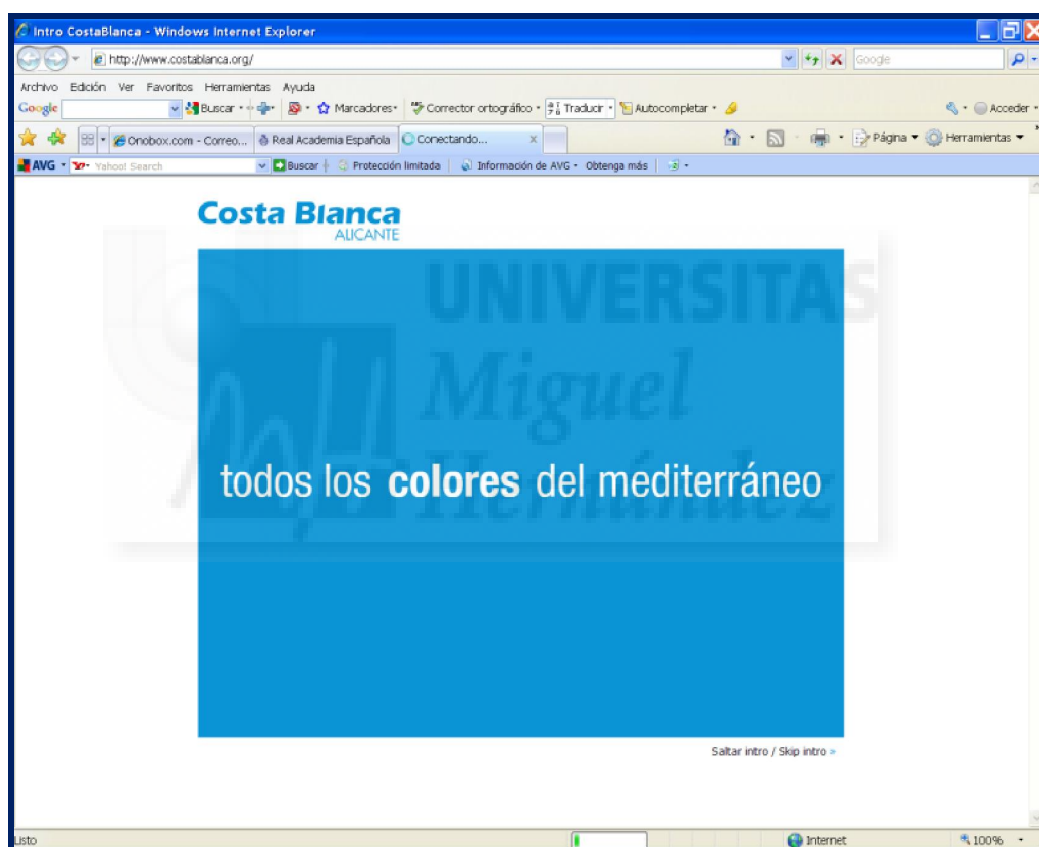 Intro CostaBlanca - Windows Internet Explorer
http://www.costablanca.org/
Google
Archivo Edición Ver Favoritos Herramientas Ayuda
Google Buscar Marcadores Corrector ortográfico Traducir Autocompletar Acceder
Onobox.com - Correo... Real Academia Española Conectando... Página Herramientas
AVG Yahoo! Search Buscar Protección limitada Información de AVG Obtenga más
Costa Blanca
ALICANTE
UNIVERSITAS
Miguel
Hernández
todos los colores del mediterráneo
Saltar intro / Skip intro »
Listo Internet 100%